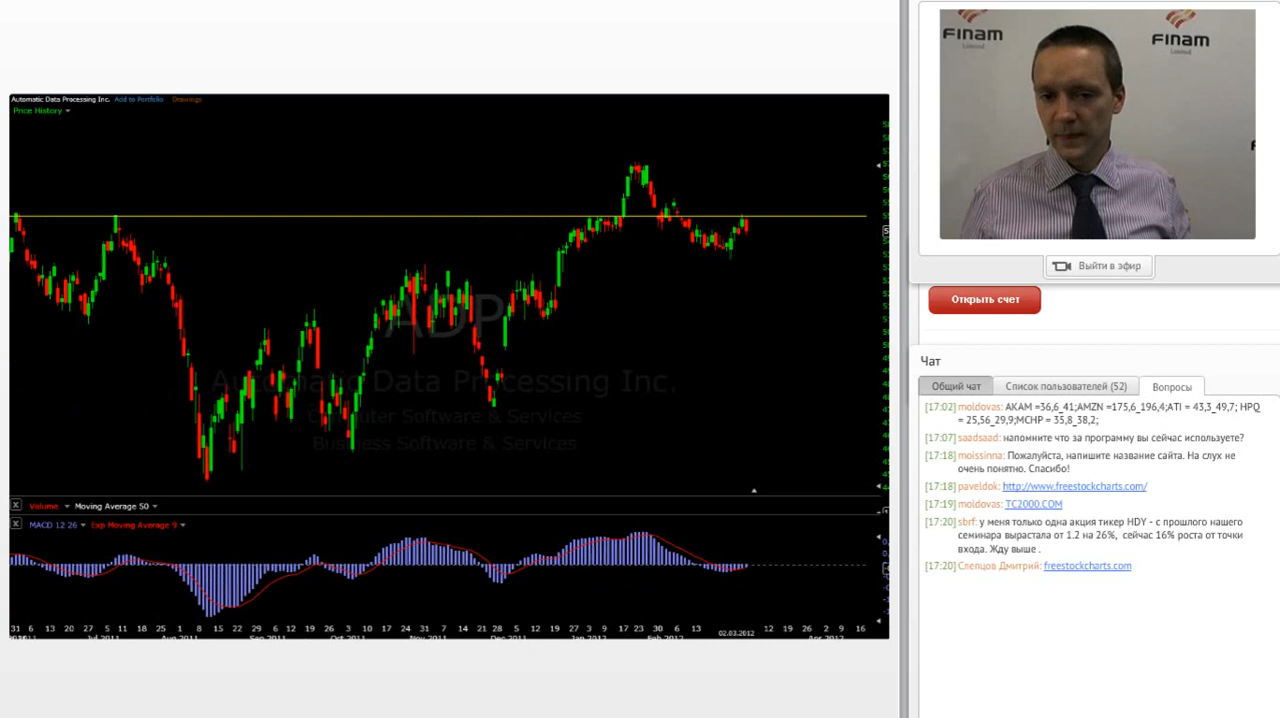 Automatic Data Processing Inc. Add to Portfolio Drawings
Price History
ADP
Automatic Data Processing Inc.
Computer Software & Services
Business Software & Services
Volume Moving Average 50
MACD 12 26 Exp Moving Average 9
31 6 13 20 27 5 11 18 25 1 8 15 22 29 6 12 19 26 3 10 17 24 31 7 14 21 28 5 12 19 27 3 9 17 23 30 6 13 12 19 26 2 9 16
Jul 2011 Aug 2011 Sep 2011 Oct 2011 Nov 2011 Dec 2011 Jan 2012 Feb 2012 02.03.2012 Apr 2012
FINAM
Limited
FINAM
Limited
Выйти в эфир
Открыть счет
Чат
Общий чат Список пользователей (52) Вопросы
[17:02] moldovas: AKAM =36,6_41;AMZN =175,6_196,4;ATI = 43,3_49,7; HPQ
= 25,56_29,9;MCHP = 35,8_38,2;
[17:07] saadsaad: напомните что за программу вы сейчас используете?
[17:18] moissinna: Пожалуйста, напишите название сайта. На слух не
очень понятно. Спасибо!
[17:18] paveldok: http://www.freestockcharts.com/
[17:19] moldovas: TC2000.COM
[17:20] sbrf: у меня только одна акция тикер HDY - с прошлого нашего
семинара вырастала от 1.2 на 26%, сейчас 16% роста от точки
входа. Жду выше .
[17:20] Слепцов Дмитрий: freestockcharts.com